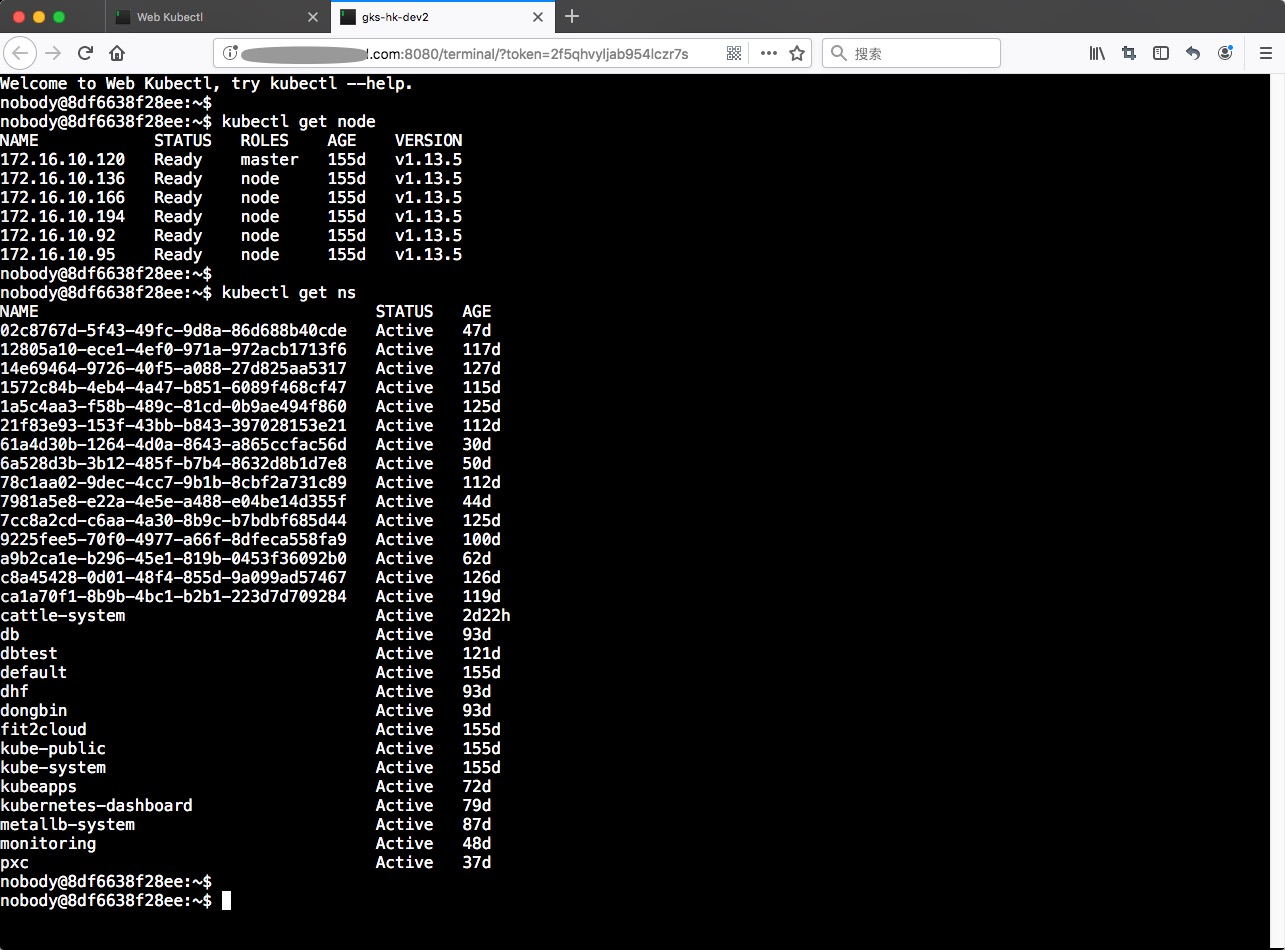 Web Kubectl
gks-hk-dev2
l.com:8080/terminal/?token=2f5qhvyljab954lczr7s
搜索
Welcome to Web Kubectl, try kubectl --help.
nobody@8df6638f28ee:~$
nobody@8df6638f28ee:~$ kubectl get node
NAME STATUS ROLES AGE VERSION
172.16.10.120 Ready master 155d v1.13.5
172.16.10.136 Ready node 155d v1.13.5
172.16.10.166 Ready node 155d v1.13.5
172.16.10.194 Ready node 155d v1.13.5
172.16.10.92 Ready node 155d v1.13.5
172.16.10.95 Ready node 155d v1.13.5
nobody@8df6638f28ee:~$
nobody@8df6638f28ee:~$ kubectl get ns
NAME STATUS AGE
02c8767d-5f43-49fc-9d8a-86d688b40cde Active 47d
12805a10-ece1-4ef0-971a-972acb1713f6 Active 117d
14e69464-9726-40f5-a088-27d825aa5317 Active 127d
1572c84b-4eb4-4a47-b851-6089f468cf47 Active 115d
1a5c4aa3-f58b-489c-81cd-0b9ae494f860 Active 125d
21f83e93-153f-43bb-b843-397028153e21 Active 112d
61a4d30b-1264-4d0a-8643-a865ccfac56d Active 30d
6a528d3b-3b12-485f-b7b4-8632d8b1d7e8 Active 50d
78c1aa02-9dec-4cc7-9b1b-8cbf2a731c89 Active 112d
7981a5e8-e22a-4e5e-a488-e04be14d355f Active 44d
7cc8a2cd-c6aa-4a30-8b9c-b7bdbf685d44 Active 125d
9225fee5-70f0-4977-a66f-8dfeca558fa9 Active 100d
a9b2ca1e-b296-45e1-819b-0453f36092b0 Active 62d
c8a45428-0d01-48f4-855d-9a099ad57467 Active 126d
ca1a70f1-8b9b-4bc1-b2b1-223d7d709284 Active 119d
cattle-system Active 2d22h
db Active 93d
dbtest Active 121d
default Active 155d
dhf Active 93d
dongbin Active 93d
fit2cloud Active 155d
kube-public Active 155d
kube-system Active 155d
kubeapps Active 72d
kubernetes-dashboard Active 79d
metallb-system Active 87d
monitoring Active 48d
pxc Active 37d
nobody@8df6638f28ee:~$
nobody@8df6638f28ee:~$